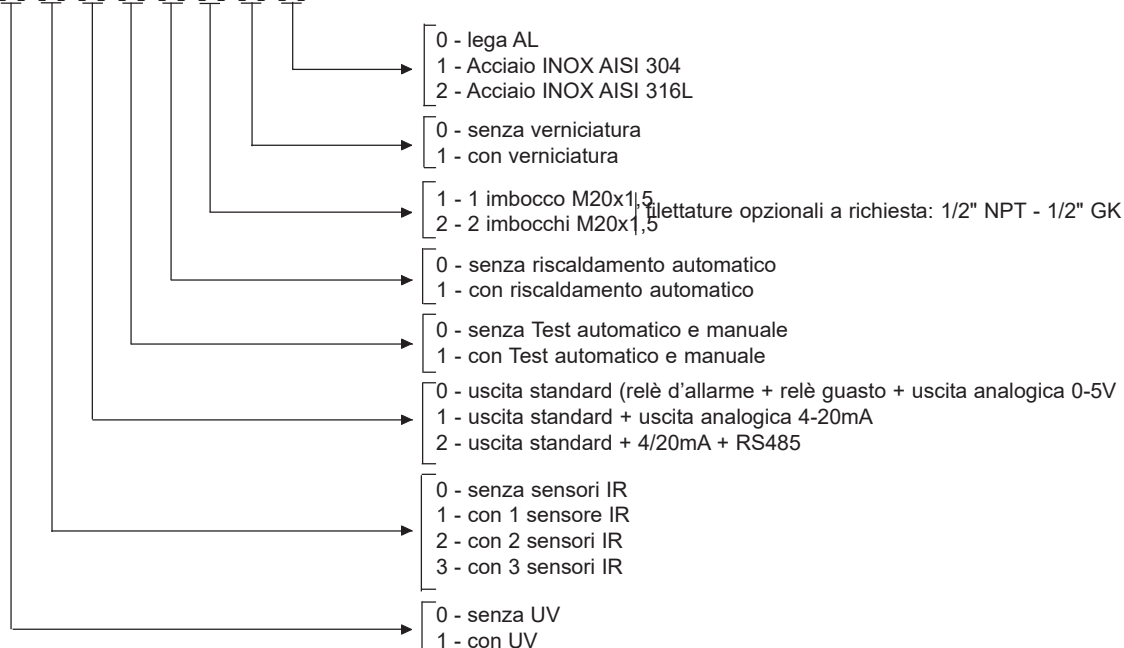 0 - lega AL
1 - Acciaio INOX AISI 304
2 - Acciaio INOX AISI 316L
0 - senza verniciatura
1 - con verniciatura
1 - 1 imbocco M20x1,5
2 - 2 imbocchi M20x1,5
filettature opzionali a richiesta: 1/2" NPT - 1/2" GK
0 - senza riscaldamento automatico
1 - con riscaldamento automatico
0 - senza Test automatico e manuale
1 - con Test automatico e manuale
0 - uscita standard (relè d’allarme + relè guasto + uscita analogica 0-5V
1 - uscita standard + uscita analogica 4-20mA
2 - uscita standard + 4/20mA + RS485
0 - senza sensori IR
1 - con 1 sensore IR
2 - con 2 sensori IR
3 - con 3 sensori IR
0 - senza UV
1 - con UV